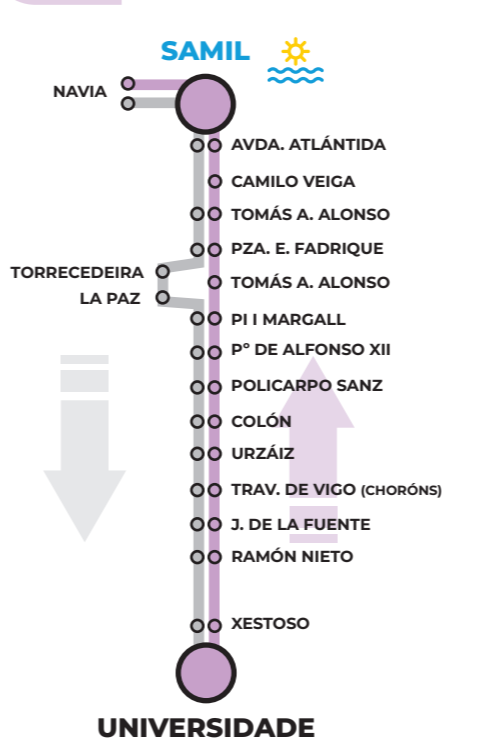 SAMIL
NAVIA
AVDA. ATLÁNTIDA
CAMILO VEIGA
TOMÁS A. ALONSO
PZA. E. FADRIQUE
TORRECEDEIRA
TOMÁS A. ALONSO
LA PAZ
PI I MARGALL
Pº DE ALFONSO XII
POLICARPO SANZ
COLÓN
URZÁIZ
TRAV. DE VIGO (CHORÓNS)
J. DE LA FUENTE
RAMÓN NIETO
XESTOSO
UNIVERSIDADE